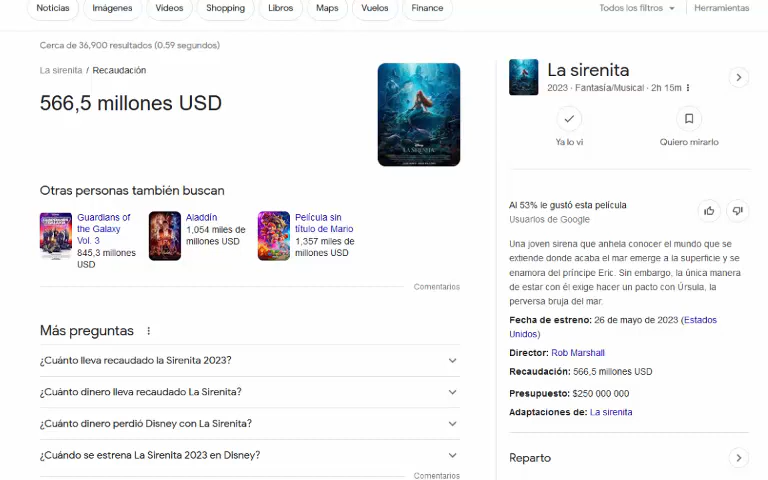 Noticias
Imágenes
Vídeos
Shopping
Libros
Maps
Vuelos
Finance
Todos los filtros
Herramientas
Cerca de 36,900 resultados (0.59 segundos)
La sirenita / Recaudación
566,5 millones USD
Otras personas también buscan
Guardians of
the Galaxy
Vol. 3
845,3 millones
USD
Aladdín
1,054 miles de
millones USD
Película sin
título de Mario
1,357 miles de
millones USD
Comentarios
Más preguntas
¿Cuánto lleva recaudado la Sirenita 2023?
¿Cuánto dinero lleva recaudado La Sirenita?
¿Cuánto dinero perdió Disney con La Sirenita?
¿Cuándo se estrena La Sirenita 2023 en Disney?
Comentarios
La sirenita
2023 · Fantasía/Musical · 2h 15m
Ya lo vi
Quiero mirarlo
Al 53% le gustó esta película
Usuarios de Google
Una joven sirena que anhela conocer el mundo que se
extiende donde acaba el mar emerge a la superficie y se
enamora del príncipe Eric. Sin embargo, la única manera
de estar con él exige hacer un pacto con Úrsula, la
perversa bruja del mar.
Fecha de estreno: 26 de mayo de 2023 (Estados
Unidos)
Director: Rob Marshall
Recaudación: 566,5 millones USD
Presupuesto: $250 000 000
Adaptaciones de: La sirenita
Reparto